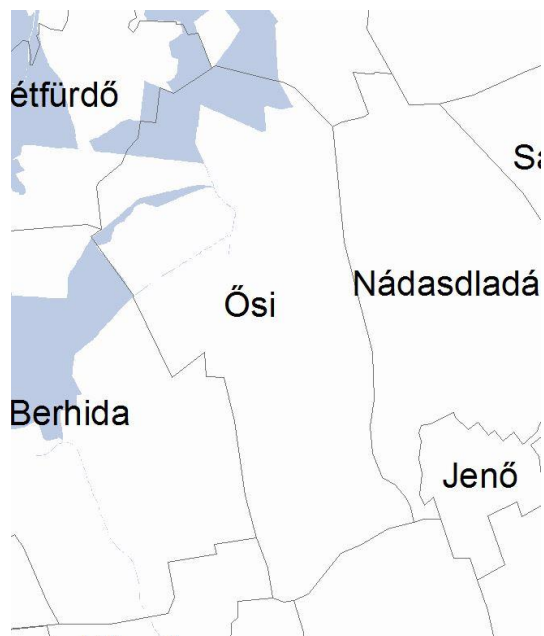 étfürdő
Sa
Nádasdladá
Ősi
Berhida
Jenő